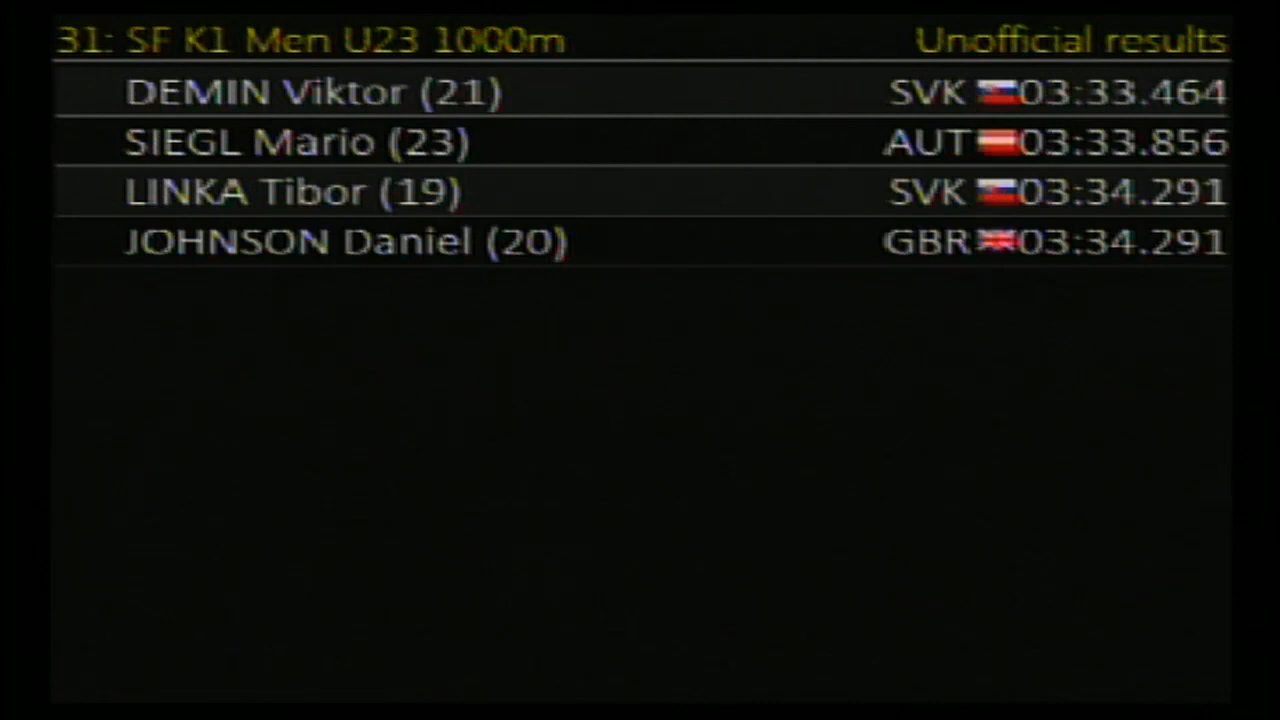 31: SF K1 Men U23 1000m Unofficial results
DEMIN Viktor (21) SVK 03:33.464
SIEGL Mario (23) AUT 03:33.856
LINKA Tibor (19) SVK 03:34.291
JOHNSON Daniel (20) GBR 03:34.291